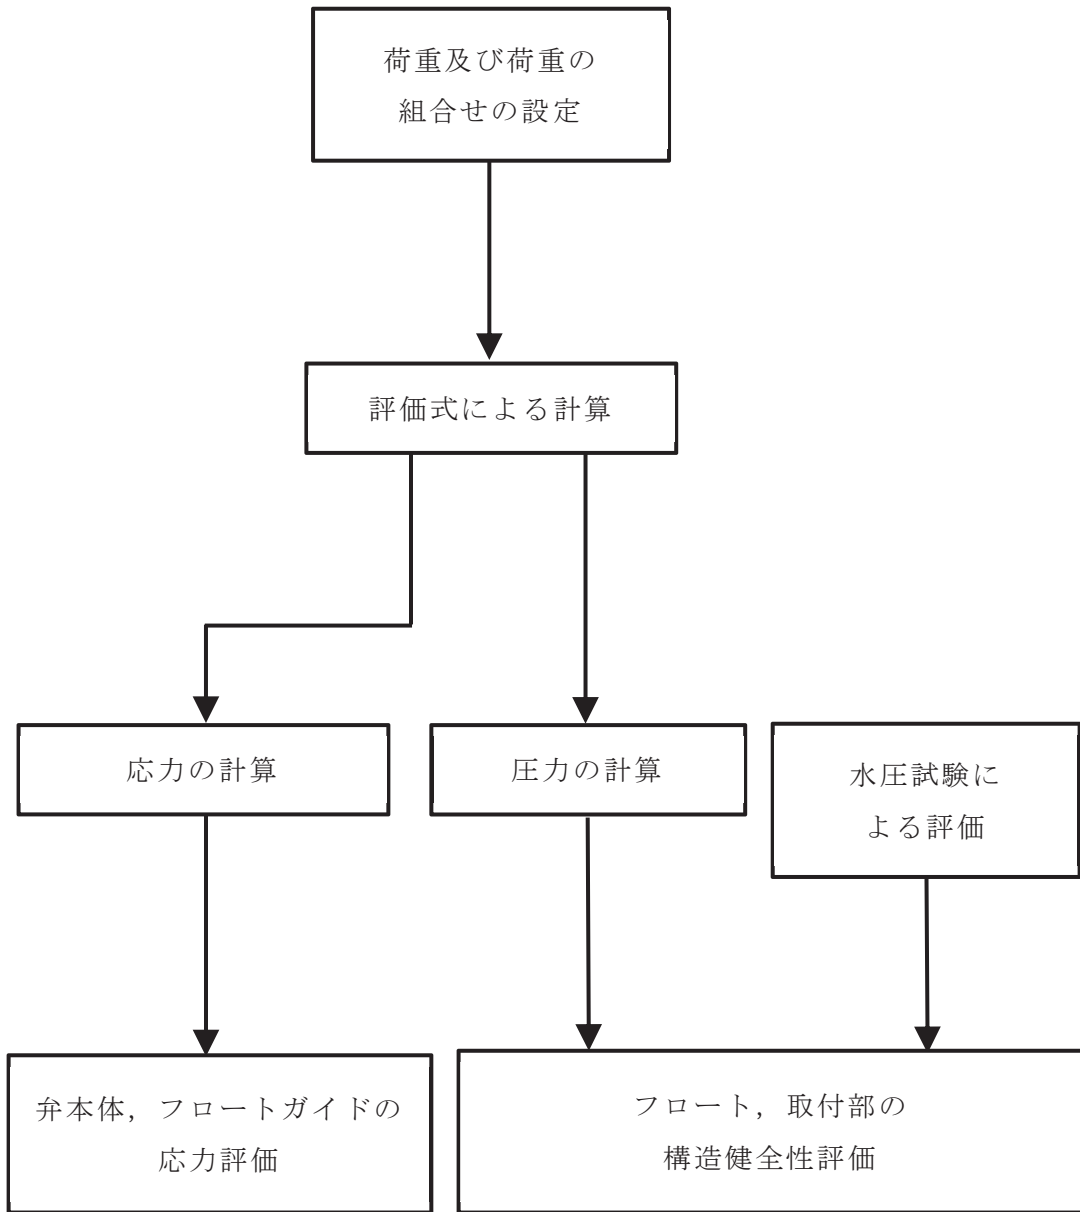 荷重及び荷重の
組合せの設定
評価式による計算
応力の計算
圧力の計算
水圧試験に
よる評価
弁本体，フロートガイドの
応力評価
フロート，取付部の
構造健全性評価